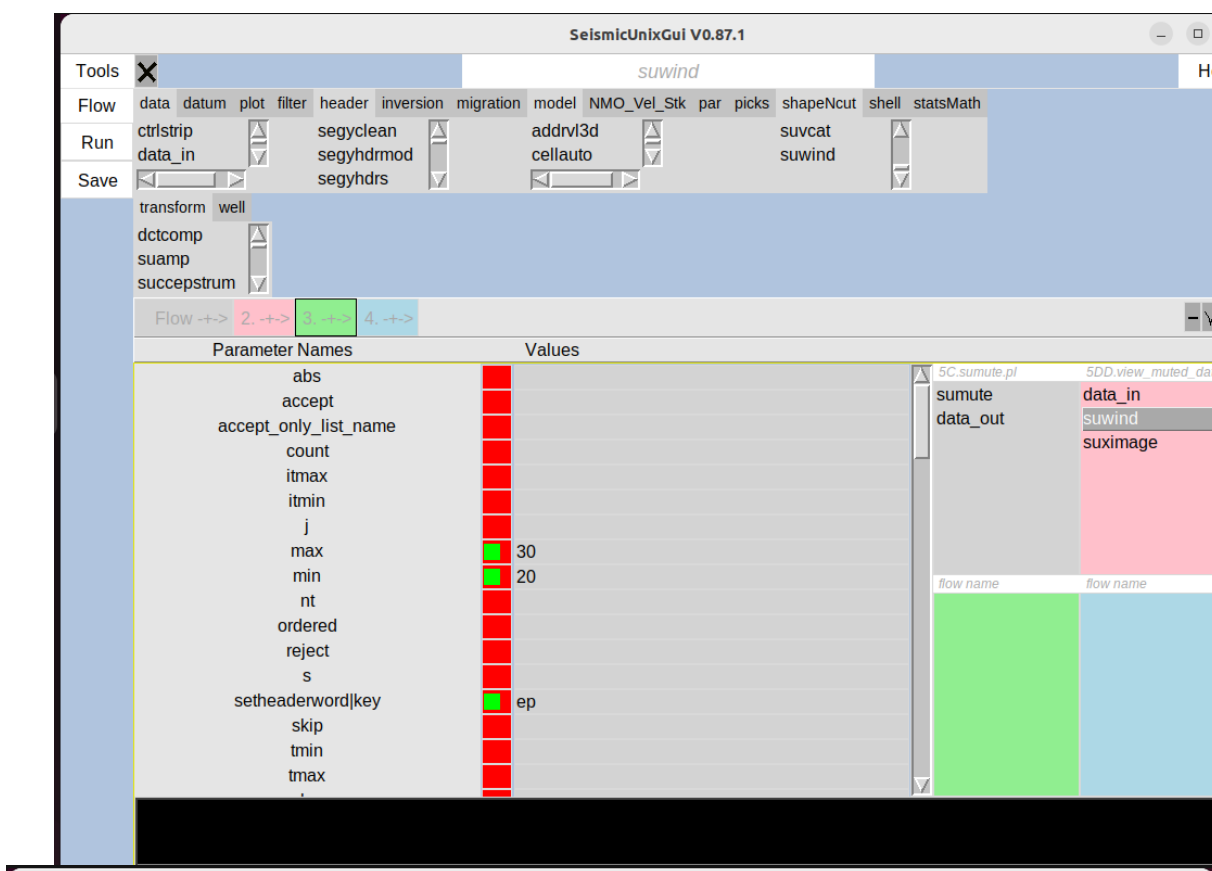 SeismicUnixGui V0.87.1
Tools suwind
Flow data datum plot filter header inversion migration model NMO_Vel_Stk par picks shapeNcut shell statsMath
Run
Save
ctrlstrip segyclean addrvl3d suvcat
data_in segyhdrmod cellauto suwind
segyhdrs
transform well
dctcomp
suamp
succepstrum
Flow -+-> 2. -+-> 3. -+-> 4. -+->
Parameter Names Values
abs
accept
accept_only_list_name
count
itmax
itmin
j
max 30
min 20
nt
ordered
reject
s
setheaderword|key ep
skip
tmin
tmax
5C.sumute.pl 5DD.view_muted_da
sumute data_in
data_out suwind
suximage
flow name flow name